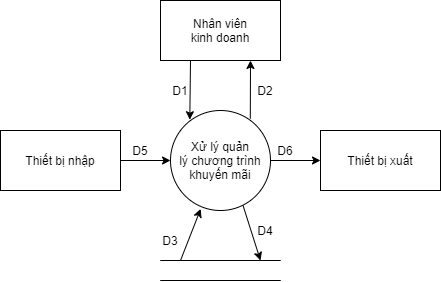 Nhân viên
kinh doanh
D1
D2
Thiết bị nhập
D5
Xử lý quản
lý chương trình
khuyến mãi
D6
Thiết bị xuất
D3
D4